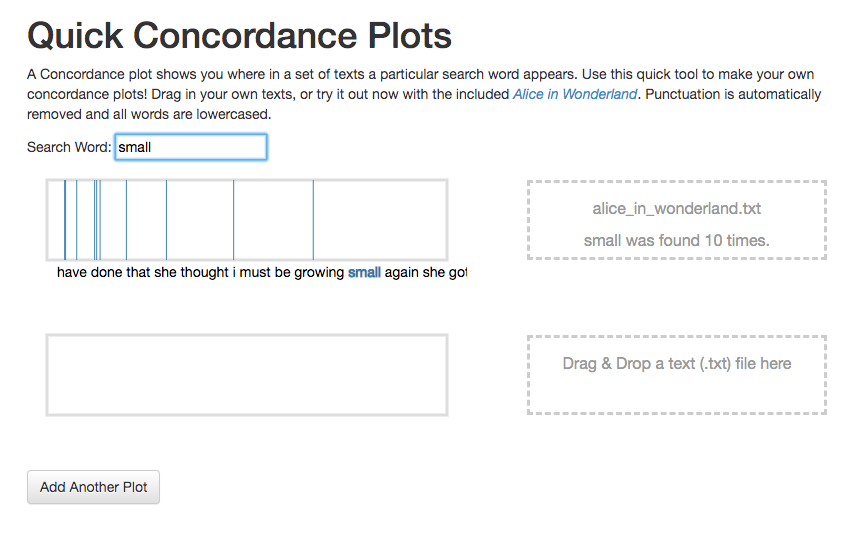 Quick Concordance Plots
A Concordance plot shows you where in a set of texts a particular search word appears. Use this quick tool to make your own
concordance plots! Drag in your own texts, or try it out now with the included Alice in Wonderland. Punctuation is automatically
removed and all words are lowercased.
Search Word: small
alice_in_wonderland.txt
small was found 10 times.
have done that she thought i must be growing small again she got
Drag & Drop a text (.txt) file here
Add Another Plot